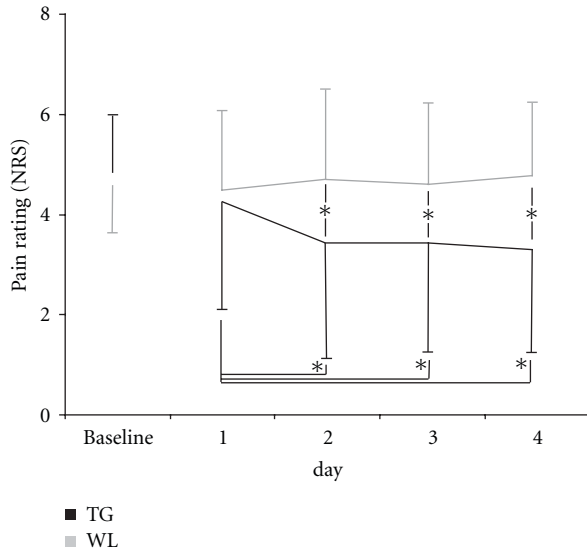 8
6
4
2
0
Pain rating (NRS)
* * *
* * *
Baseline 1 2 3 4
day
TG
WL